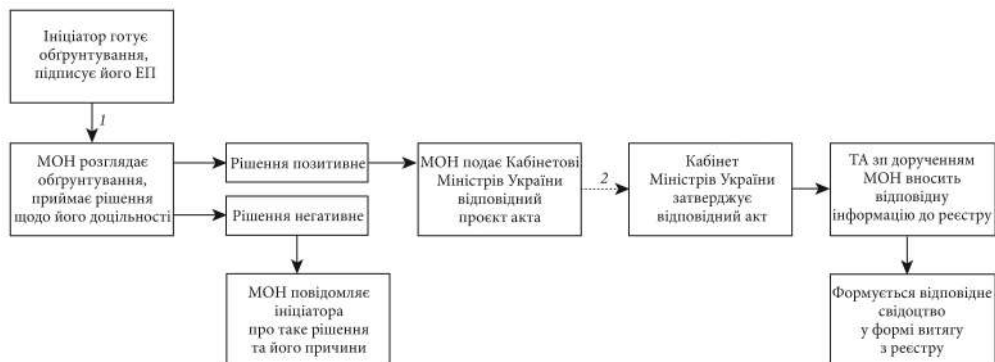 Ініціатор готує
обґрунтування,
підписує його ЕП
1
МОН розглядає
обґрунтування,
приймає рішення
щодо його доцільності
Рішення позитивне
Рішення негативне
МОН повідомляє
ініціатора
про таке рішення
та його причини
МОН подає Кабінетові
Міністрів України
відповідний
проєкт акта
2
Кабінет
Міністрів України
затверджує
відповідний акт
ТА зп дорученням
МОН вносить
відповідну
інформацію до реєстру
Формується відповідне
свідоцтво
у формі витягу
з реєстру